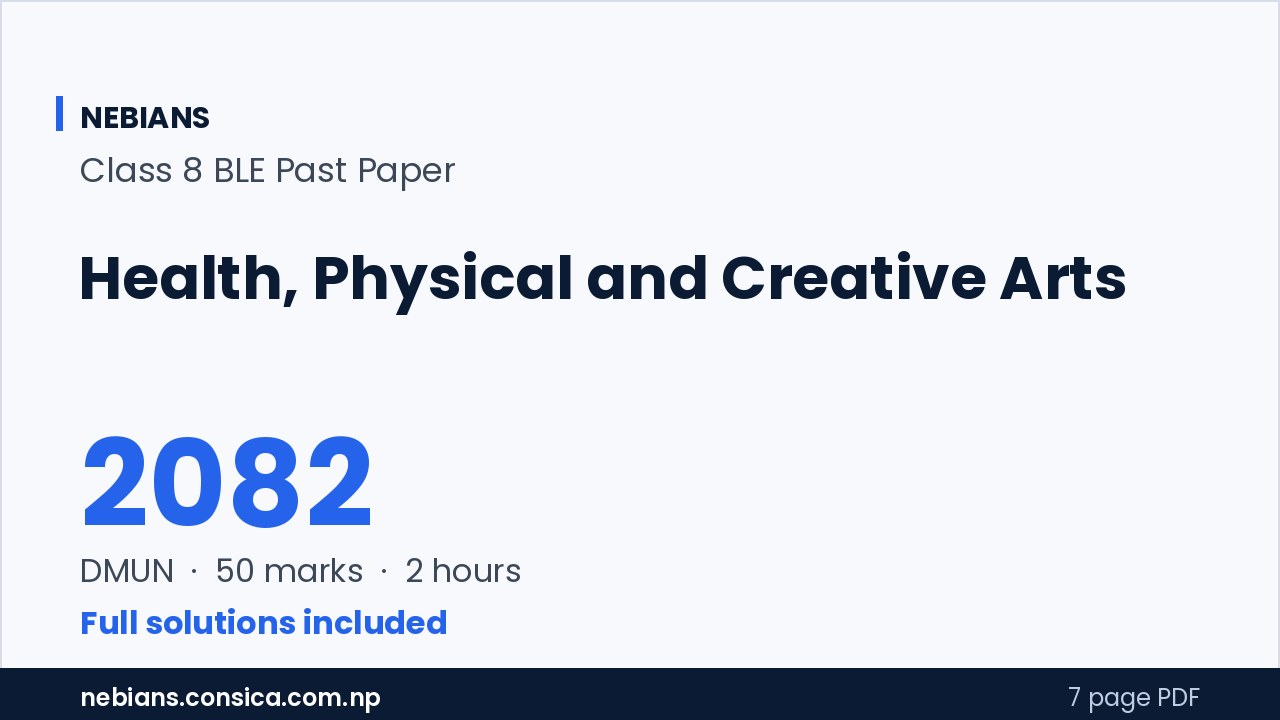 NEBIANS
Class 8 BLE Past Paper
Health, Physical and Creative Arts
2082
DMUN · 50 marks · 2 hours
Full solutions included
nebians.consica.com.np
7 page PDF